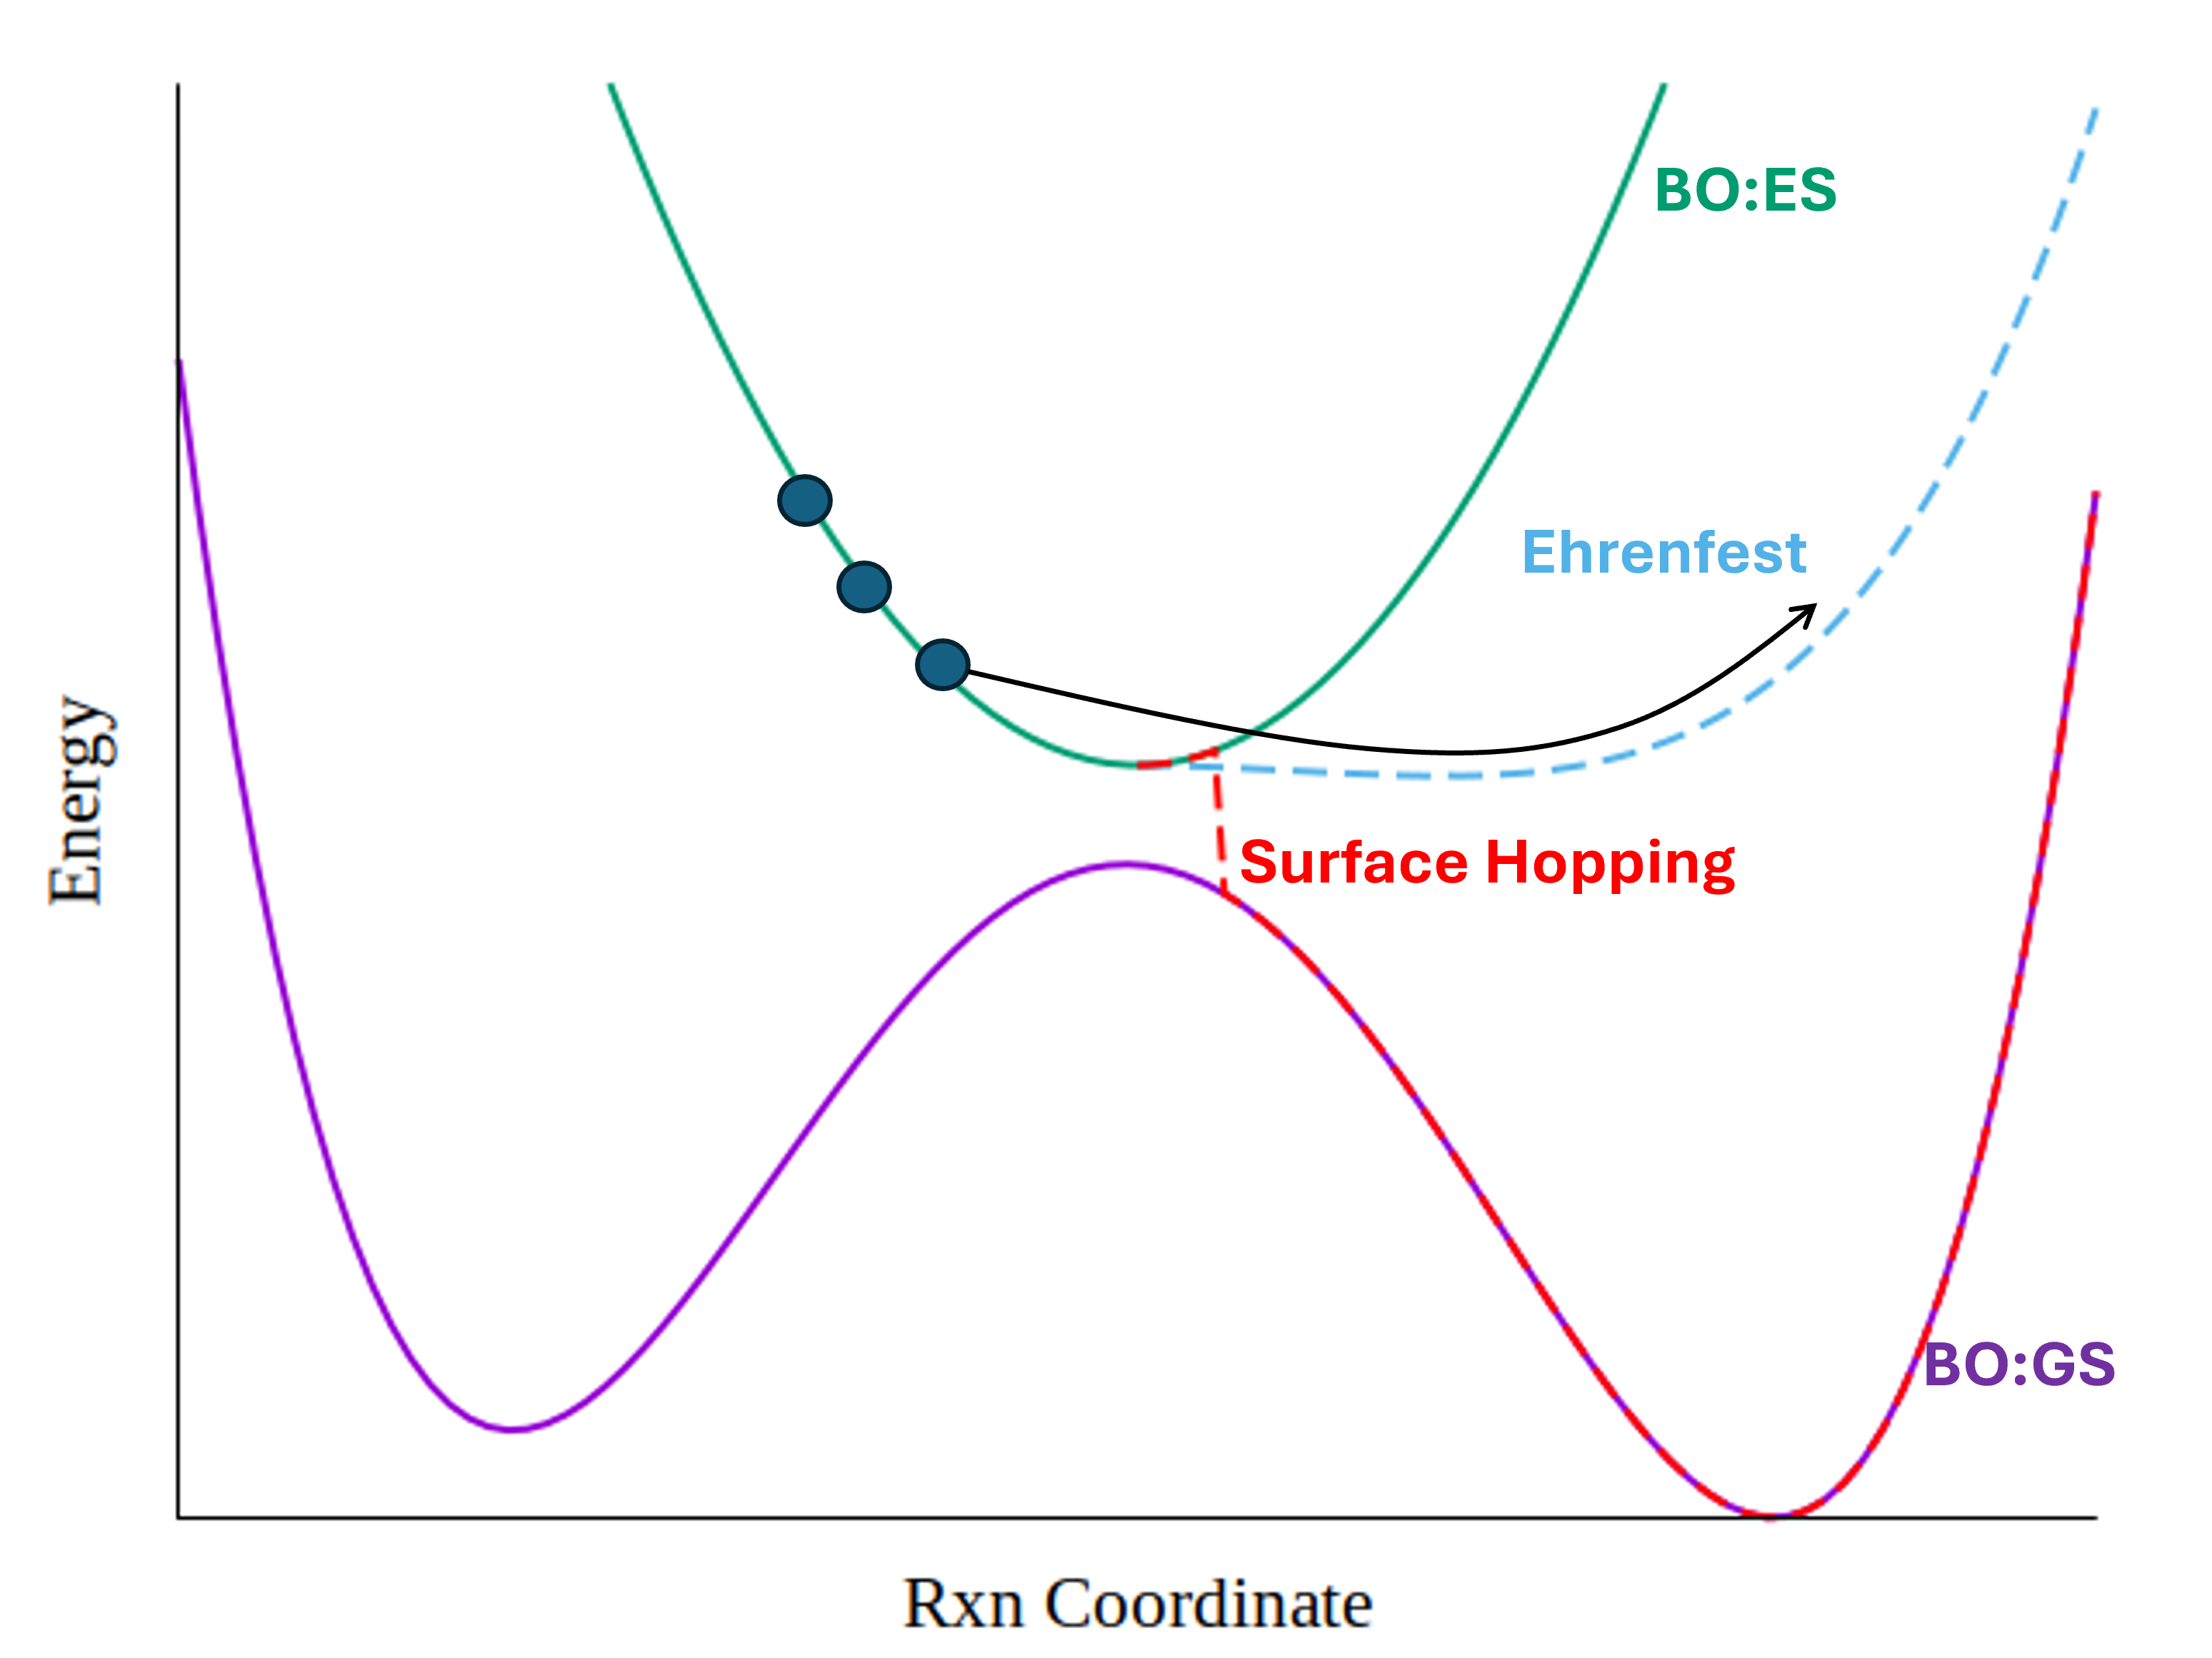 BO:ES
Ehrenfest
Surface Hopping
Energy
BO:GS
Rxn Coordinate